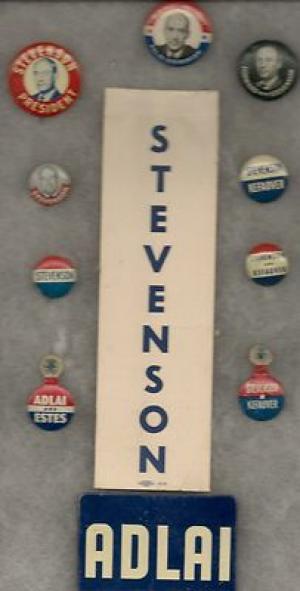 STEVENSON
PRESIDENT
STEVENSON
KEFAUVER
STEVENSON
KEFAUVER
STEVENSON
ADLAI
AND
ESTES
STEVENSON
KEFAUVER
STEVENSON
ADLAI